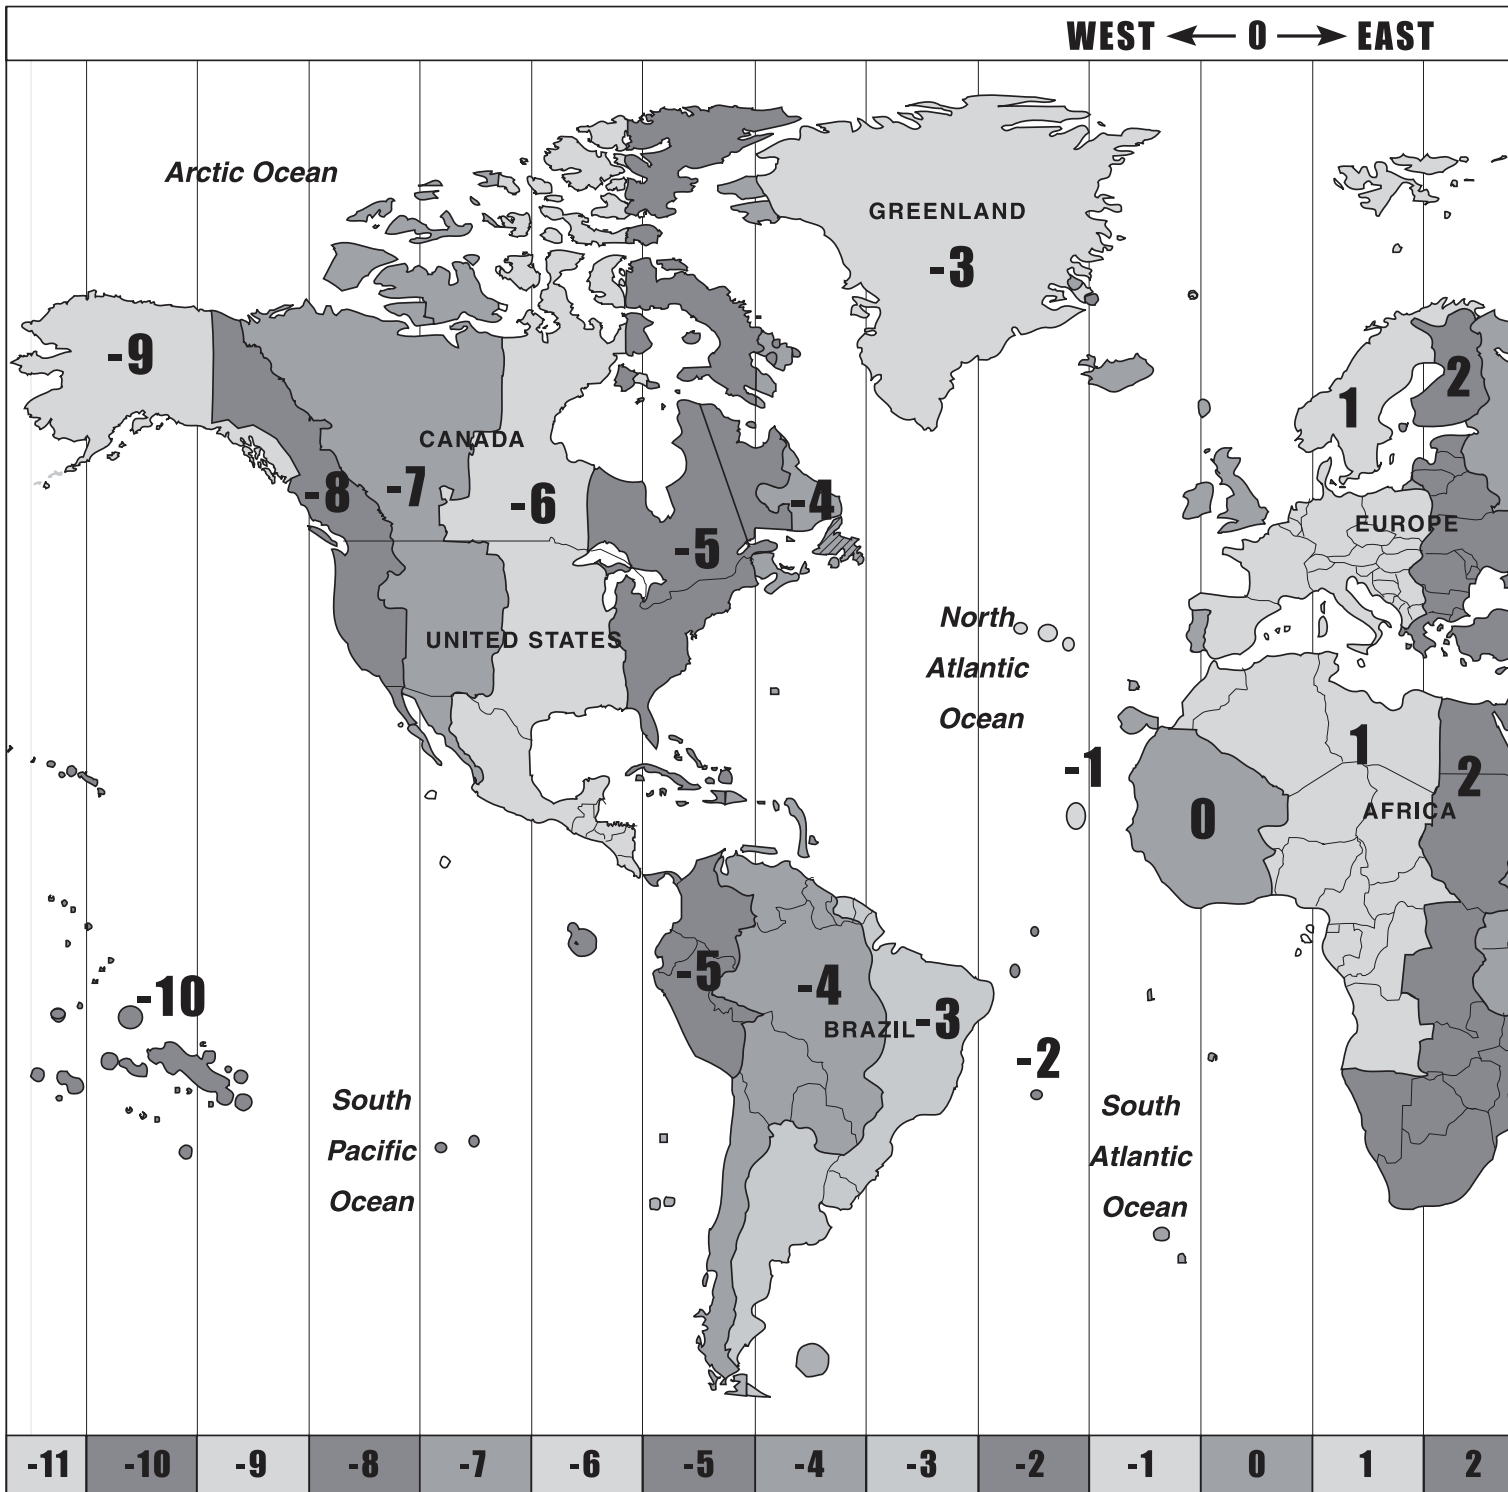 WEST 0 EAST
Arctic Ocean
GREENLAND
-3
-9
2
1
CANADA
-8
-7
-6
-4
-5
EUROPE
North
Atlantic
Ocean
UNITED STATES
-1
1
2
0
AFRICA
-10
-5
-4
BRAZIL
-3
-2
South
Pacific
Ocean
South
Atlantic
Ocean
-11 -10 -9 -8 -7 -6 -5 -4 -3 -2 -1 0 1 2